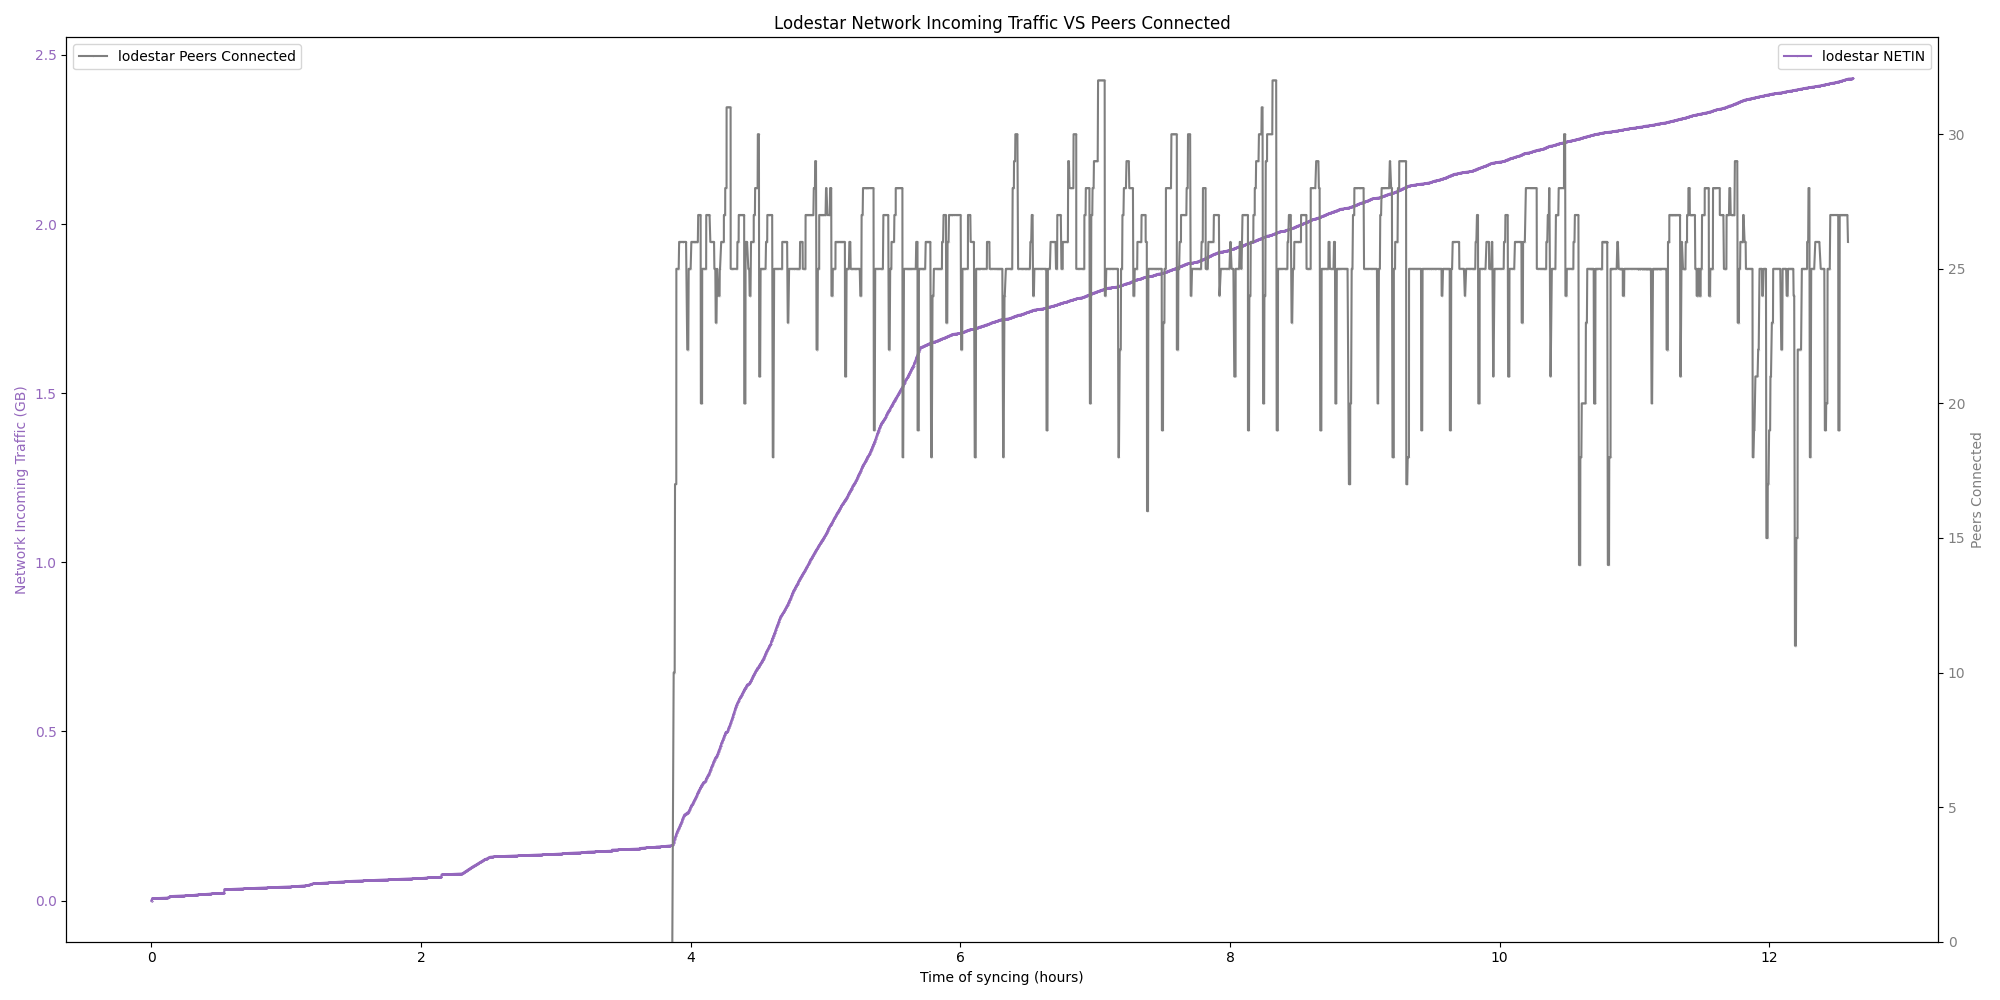 Lodestar Network Incoming Traffic VS Peers Connected
lodestar Peers Connected
lodestar NETIN
Network Incoming Traffic (GB)
2.5
2.0
1.5
1.0
0.5
0.0
30
25
20
15
10
5
0
Peers Connected
0 2 4 6 8 10 12
Time of syncing (hours)